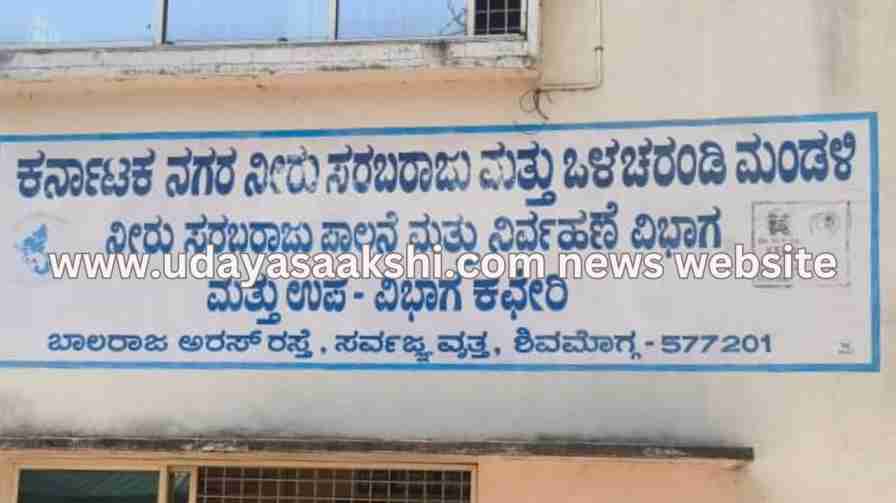 ಕರ್ನಾಟಕ ನಗರ ನೀರು ಸರಬರಾಜು ಮತ್ತು ಒಳಚರಂಡಿ ಮಂಡಳಿ
ನೀರು ಸರಬರಾಜು ಪಾಲನೆ ಮತ್ತು ನಿರ್ವಹಣೆ ವಿಭಾಗ
www.udayasaakshi.com news website
ಮತ್ತು ಉಪ - ವಿಭಾಗ ಕಛೇರಿ
ಬಾಲರಾಜ ಅರಸ್ ರಸ್ತೆ, ಸರ್ವಜ್ಞ ವೃತ್ತ, ಶಿವಮೊಗ್ಗ - 577201